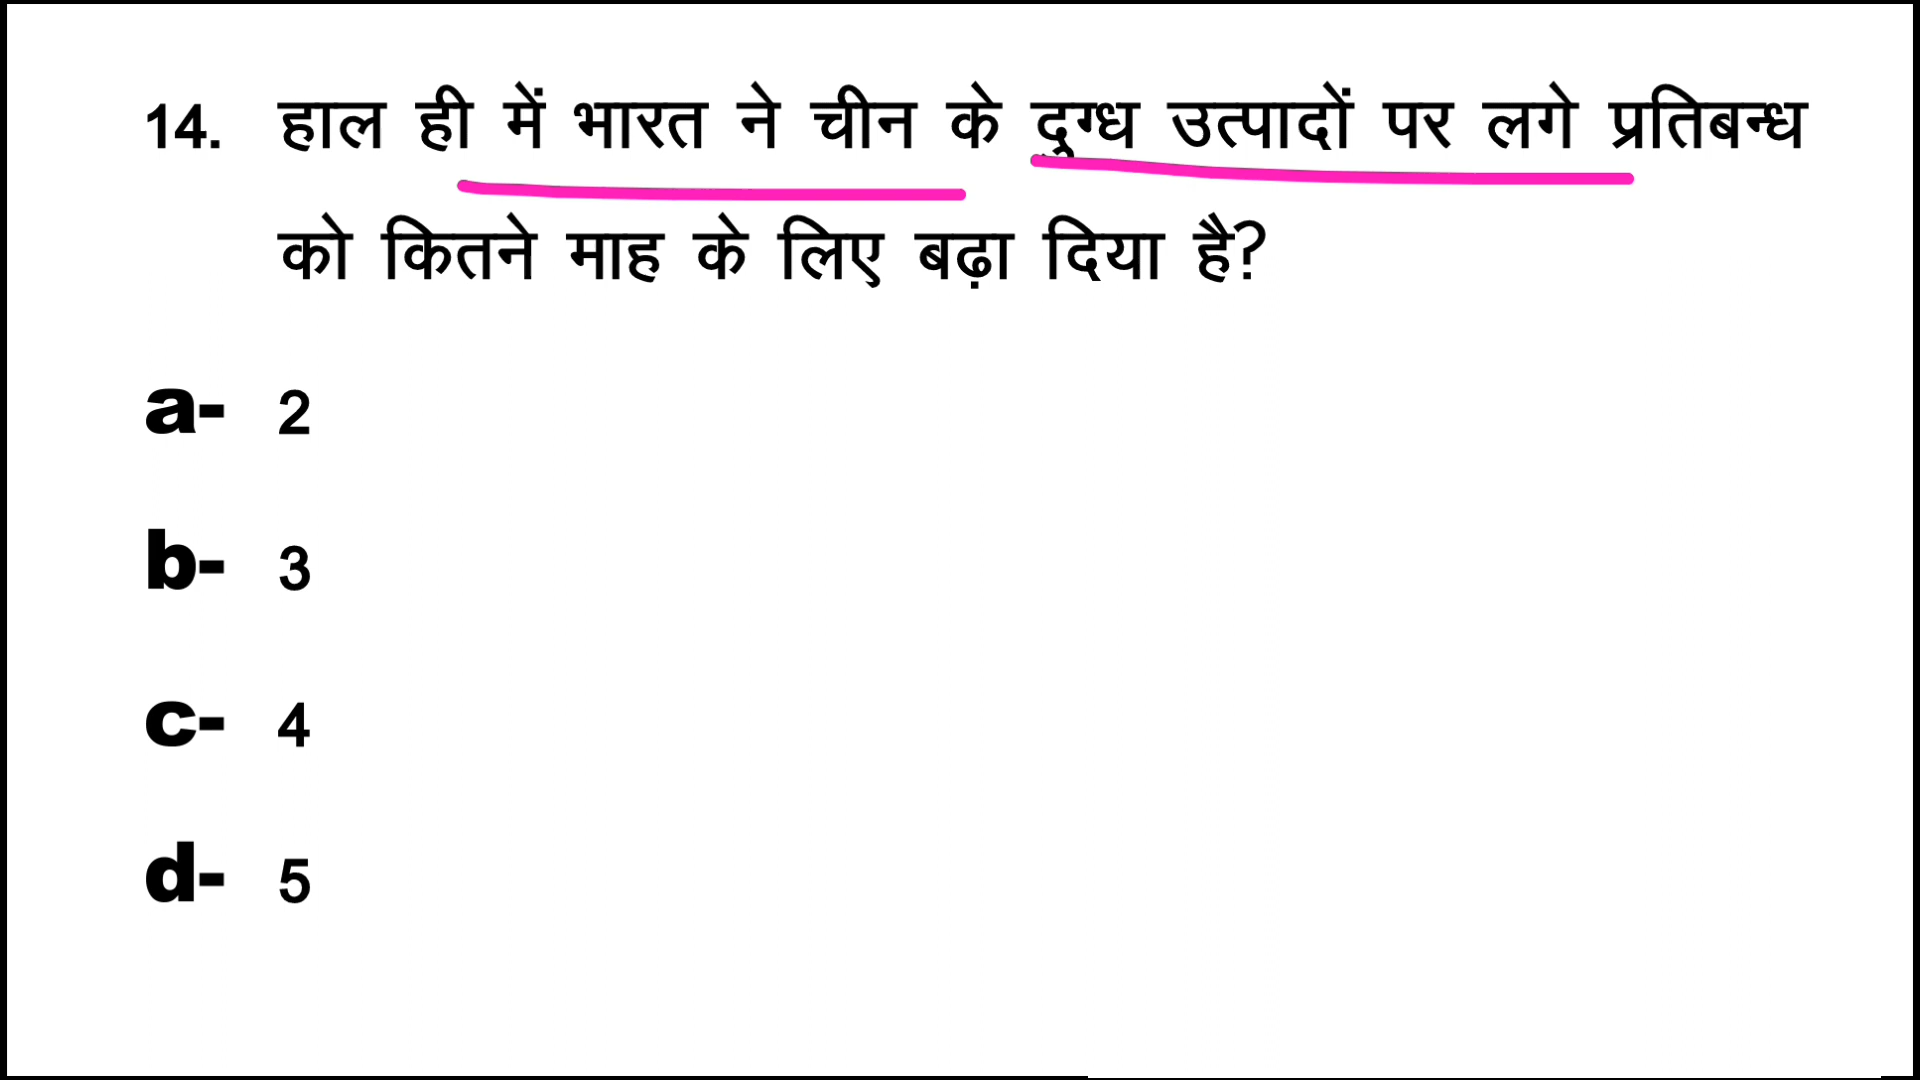 14. हाल ही में भारत ने चीन के दुग्ध उत्पादों पर लगे प्रतिबन्ध
को कितने माह के लिए बढ़ा दिया है?
a- 2
b- 3
c- 4
d- 5